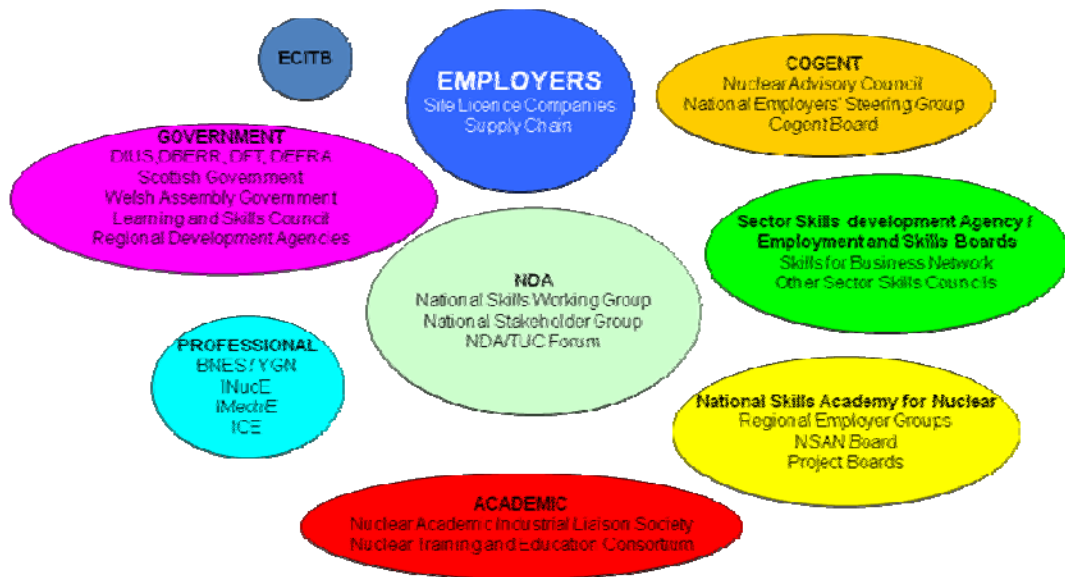 ECITB
EMPLOYERS
Site Licence Companies
Supply Chain
COGENT
Nuclear Advisory Council
National Employers' Steering Group
Cogent Board
GOVERNMENT
DIUS,DBERR, DFT, DEFRA
Scottish Government
Welsh Assembly Government
Learning and Skills Council
Regional Development Agencies
Sector Skills development Agency /
Employment and Skills Boards
Skills for Business Network
Other Sector Skills Councils
NDA
National Skills Working Group
National Stakeholder Group
NDA/TUC Forum
PROFESSIONAL
BNES / YGN
INucE
IMechE
ICE
National Skills Academy for Nuclear
Regional Employer Groups
NSAN Board
Project Boards
ACADEMIC
Nuclear Academic Industrial Liaison Society
Nuclear Training and Education Consortium